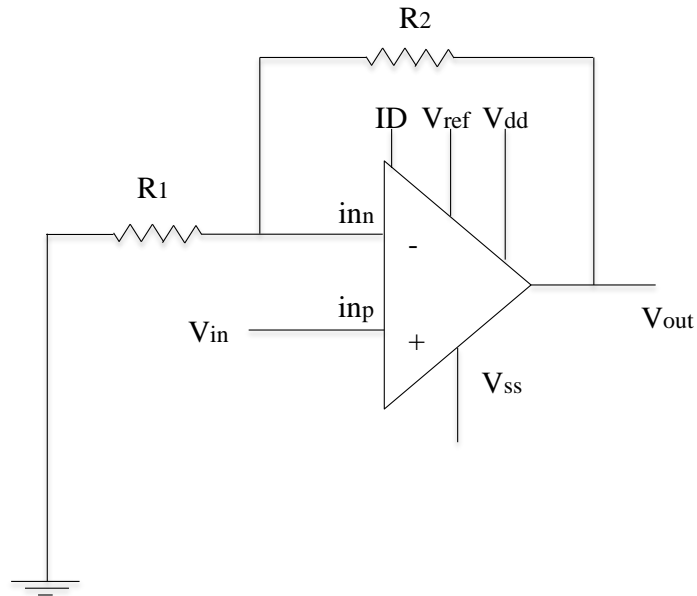 R2
ID Vref Vdd
R1
inn
-
inp
Vin
+
Vout
Vss